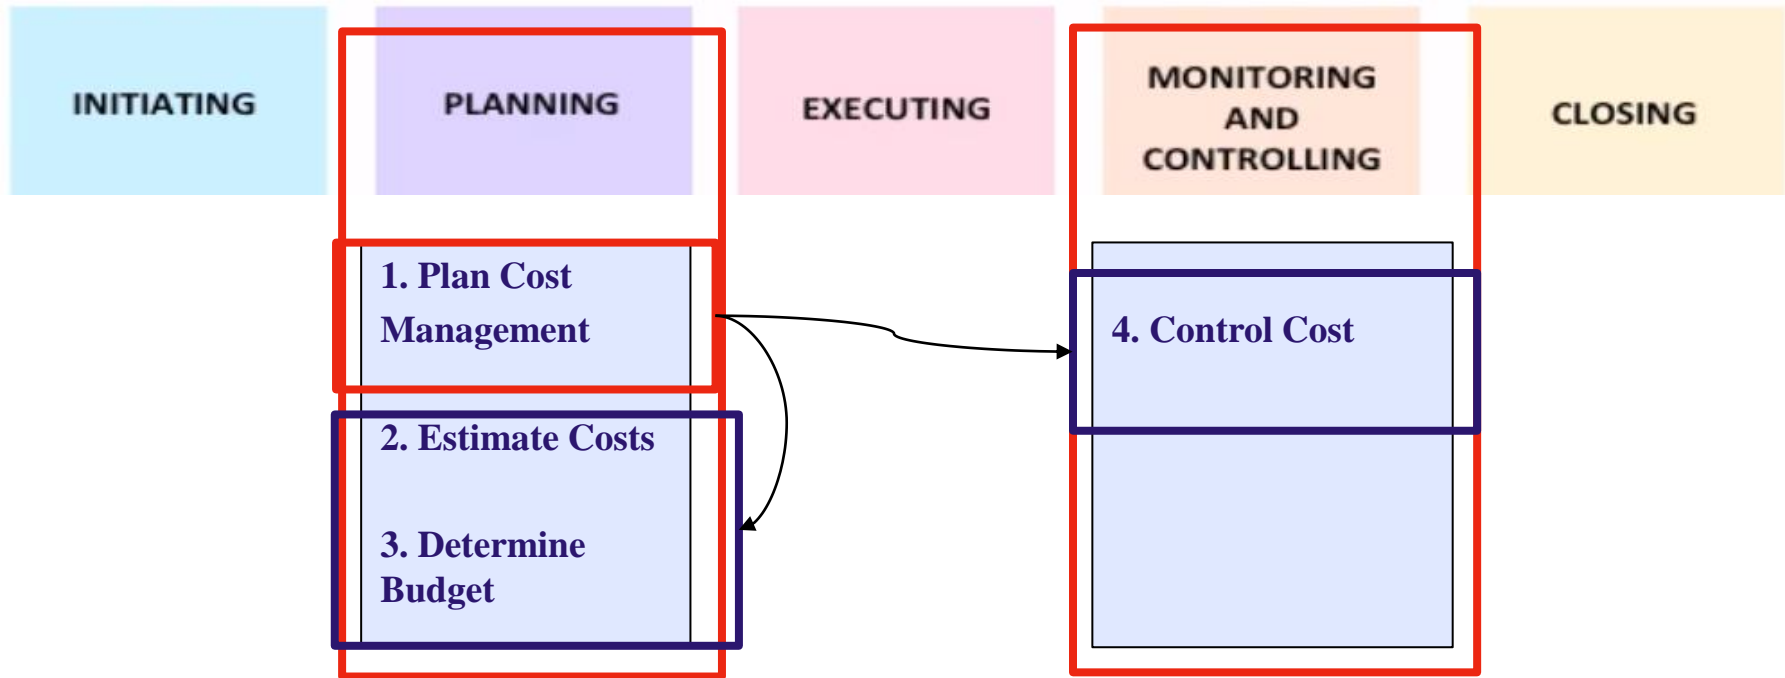 INITIATING
PLANNING
EXECUTING
MONITORING
AND
CONTROLLING
CLOSING
1. Plan Cost
Management
2. Estimate Costs
3. Determine
Budget
4. Control Cost